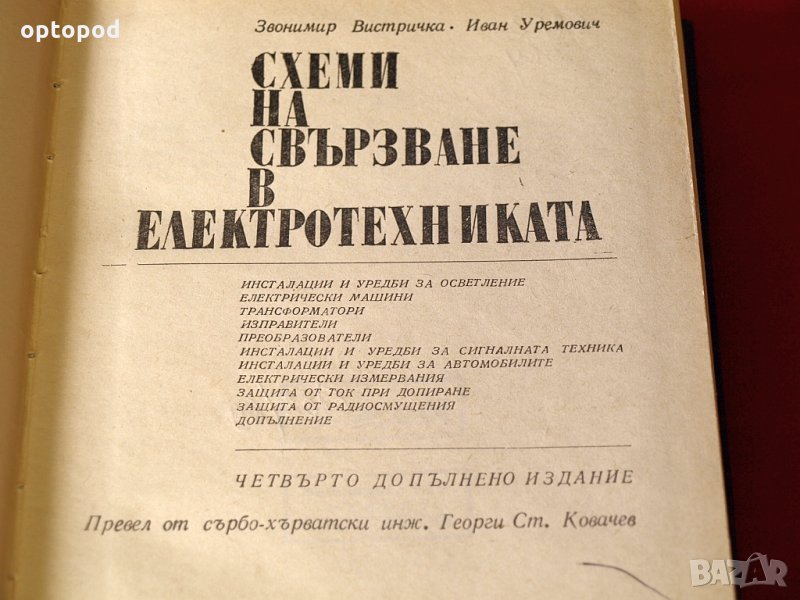 optopod
Звонимир Вистричка · Иван Уремович
СХЕМИ
НА
СВЪРЗВАНЕ
В
ЕЛЕКТРОТЕХНИКАТА
ИНСТАЛАЦИИ И УРЕДБИ ЗА ОСВЕТЛЕНИЕ
ЕЛЕКТРИЧЕСКИ МАШИНИ
ТРАНСФОРМАТОРИ
ИЗПРАВИТЕЛИ
ПРЕОБРАЗОВАТЕЛИ
ИНСТАЛАЦИИ И УРЕДБИ ЗА СИГНАЛНАТА ТЕХНИКА
ИНСТАЛАЦИИ И УРЕДБИ ЗА АВТОМОБИЛИТЕ
ЕЛЕКТРИЧЕСКИ ИЗМЕРВАНИЯ
ЗАЩИТА ОТ ТОК ПРИ ДОПИРАНЕ
ЗАЩИТА ОТ РАДИОСМУЩЕНИЯ
ДОПЪЛНЕНИЕ
ЧЕТВЪРТО ДОПЪЛНЕНО ИЗДАНИЕ
Превел от сърбо-хърватски инж. Георги Ст. Ковачев
BAZAR